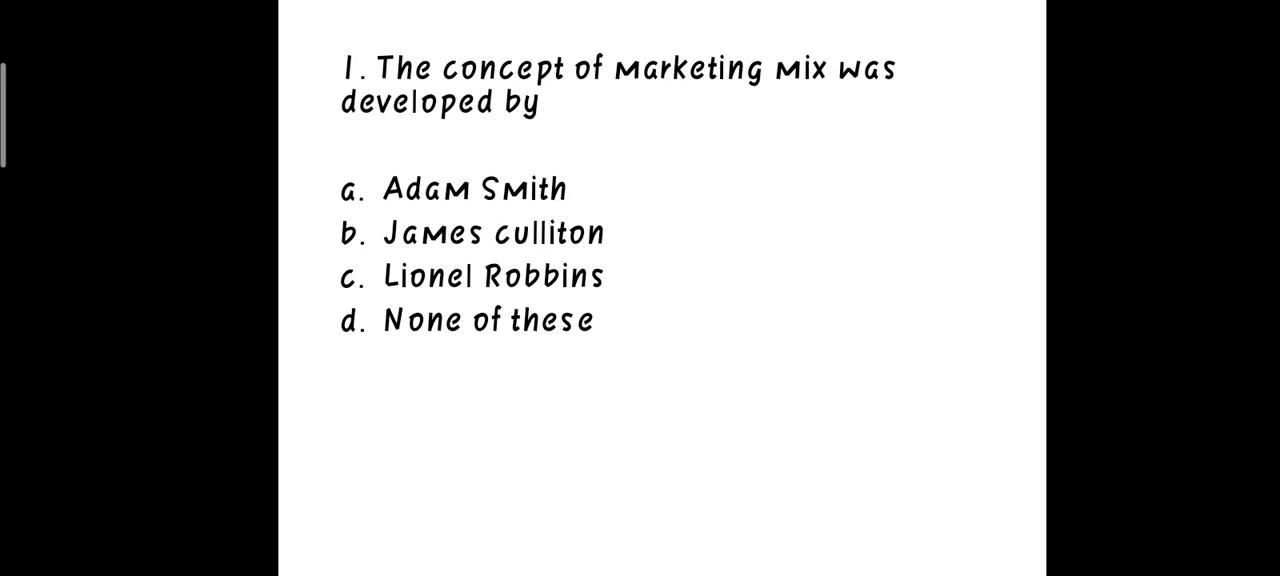 1. The concept of marketing mix was
developed by
a. Adam Smith
b. James culliton
c. Lionel Robbins
d. None of these